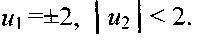 u₁=±2, | u₂| < 2.